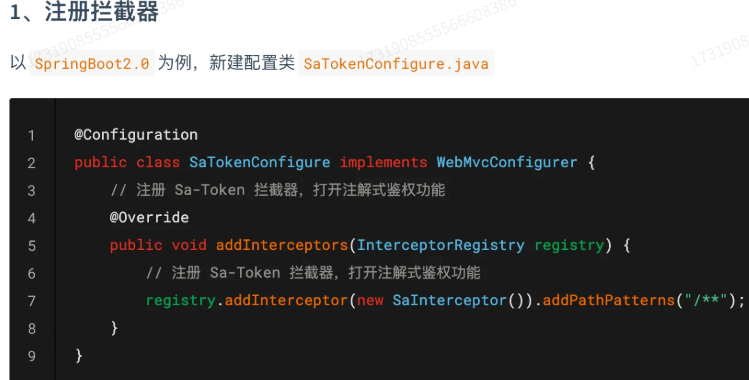 1、注册拦截器
以 SpringBoot2.0 为例，新建配置类 SaTokenConfigure.java
1 @Configuration
2 public class SaTokenConfigure implements WebMvcConfigurer {
3 // 注册 Sa-Token 拦截器，打开注解式鉴权功能
4 @Override
5 public void addInterceptors(InterceptorRegistry registry) {
6 // 注册 Sa-Token 拦截器，打开注解式鉴权功能
7 registry.addInterceptor(new SaInterceptor()).addPathPatterns("/**");
8 }
9 }